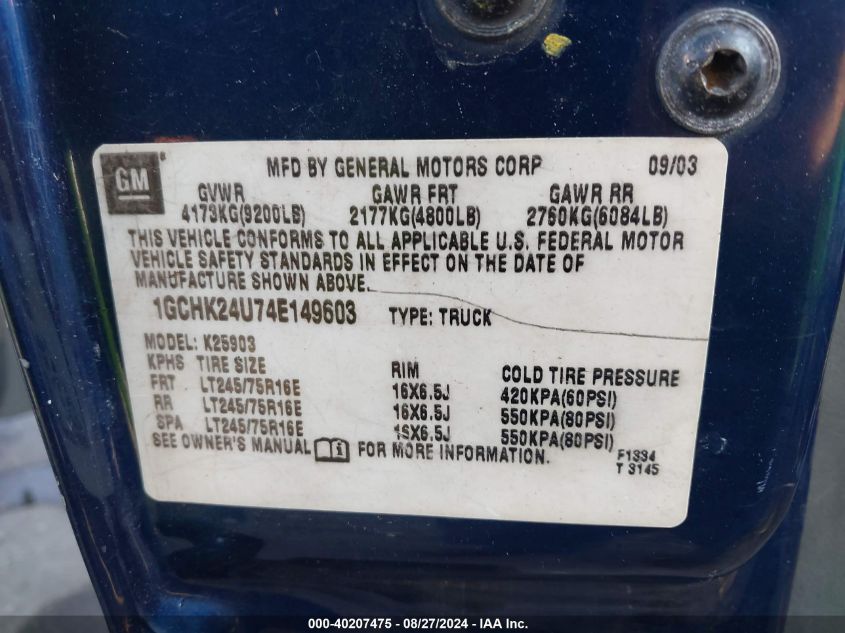 GM
MFD BY GENERAL MOTORS CORP 09/03
GVWR GAWR FRT GAWR RR
4173KG(9200LB) 2177KG(4800LB) 2760KG(6084LB)
THIS VEHICLE CONFORMS TO ALL APPLICABLE U.S. FEDERAL MOTOR
VEHICLE SAFETY STANDARDS IN EFFECT ON THE DATE OF
MANUFACTURE SHOWN ABOVE.
1GCHK24U74E149603 TYPE: TRUCK
MODEL: K25903
KPHS TIRE SIZE RIM COLD TIRE PRESSURE
FRT LT245/75R16E 16X6.5J 420KPA(60PSI)
RR LT245/75R16E 16X6.5J 550KPA(80PSI)
SPA LT245/75R16E 16X6.5J 550KPA(80PSI)
SEE OWNER'S MANUAL FOR MORE INFORMATION.
F1334
T 3145
000-40207475 - 08/27/2024 - IAA Inc.